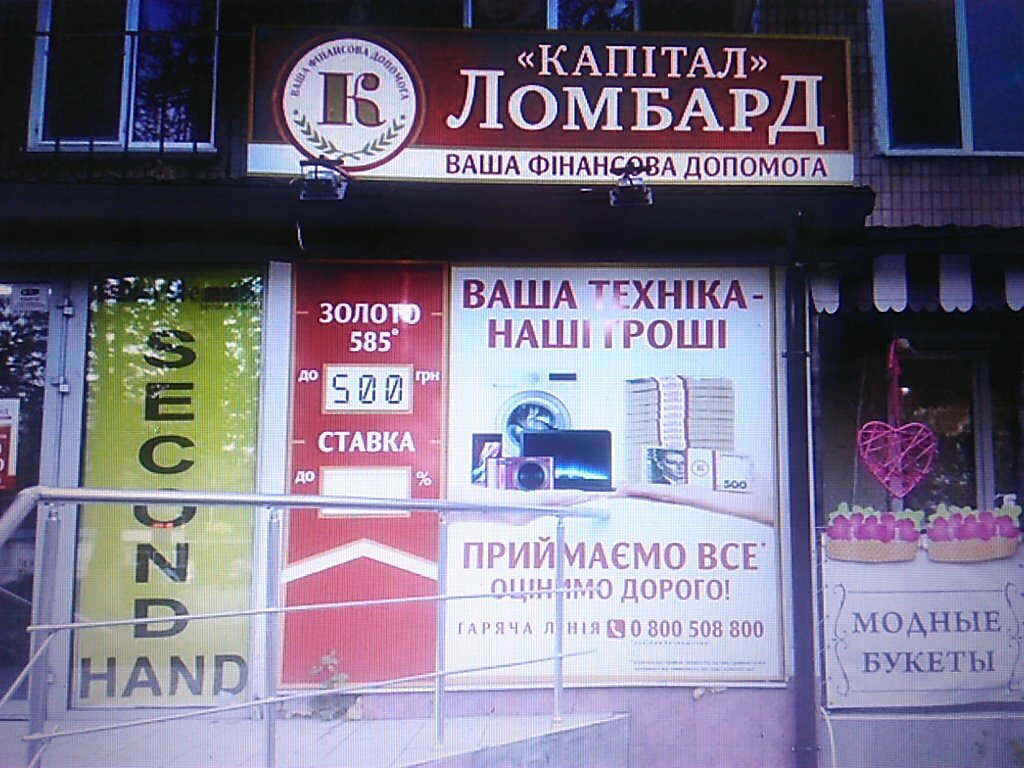 ВАША ФІНАНСОВА ДОПОМОГА
К
«КАПІТАЛ»
ЛОМБАРД
ВАША ФІНАНСОВА ДОПОМОГА
SECOND
HAND
ЗОЛОТО
585°
до 500 грн
СТАВКА
до %
ВАША ТЕХНІКА -
НАШІ ГРОШІ
500
ПРИЙМАЄМО ВСЕ*
ОЦІНИМО ДОРОГО!
ГАРЯЧА ЛІНІЯ 0 800 508 800
МОДНЫЕ
БУКЕТЫ